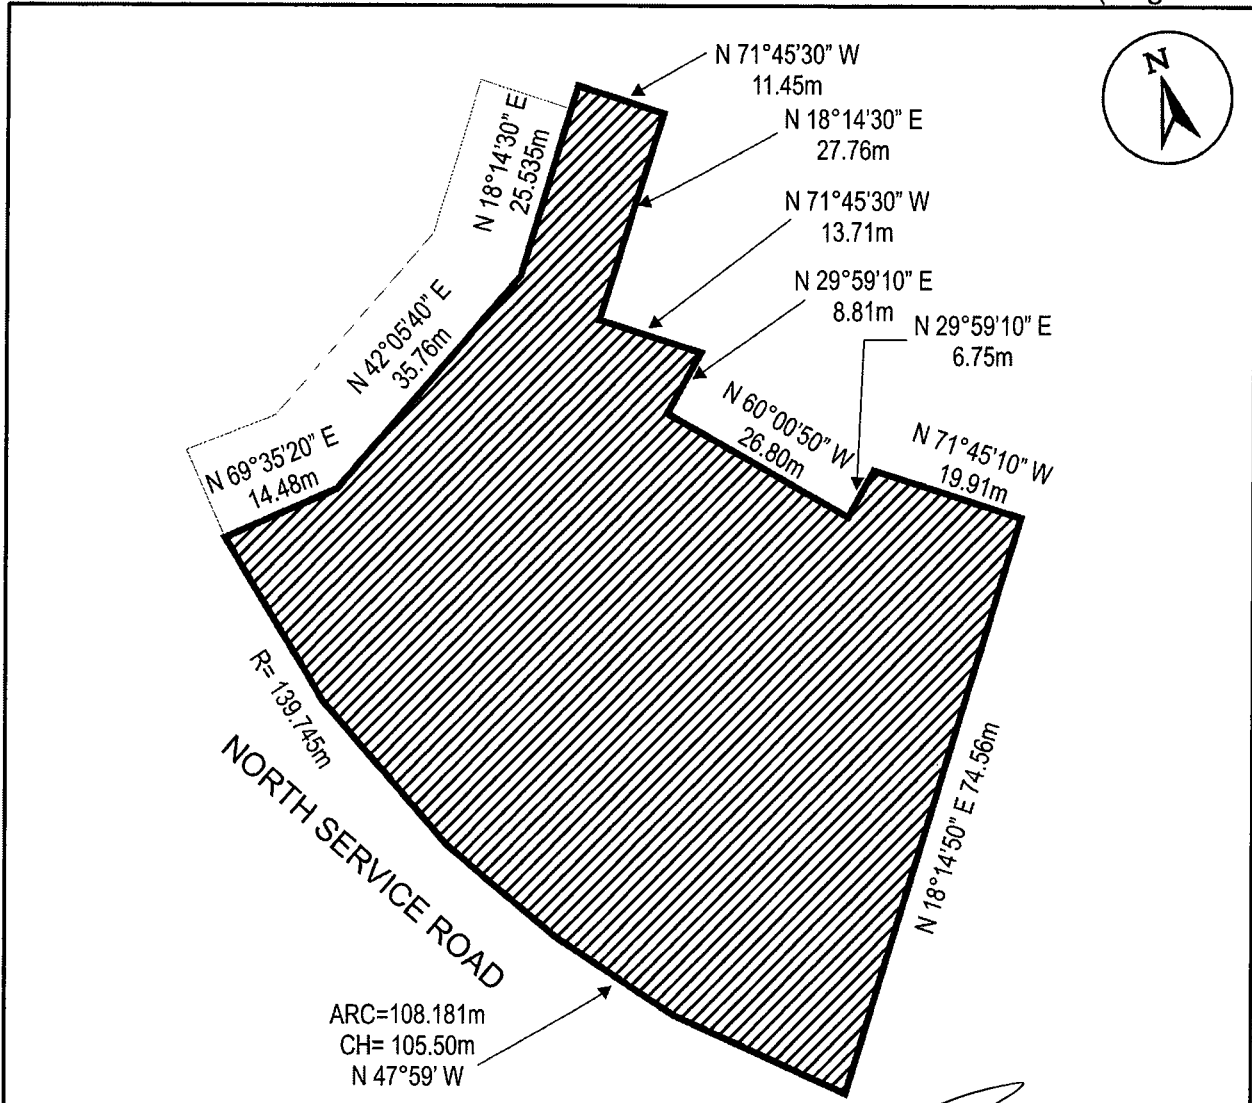 N 71°45'30” W
11.45m
N
N 18°14'30” E
27.76m
N 18°14'30” E
25.535m
N 71°45'30” W
13.71m
N 29°59'10” E
8.81m
N 29°59'10” E
6.75m
N 42°05'40” E
35.76m
N 60°00'50” W
26.80m
N 71°45'10” W
19.91m
N 69°35'20” E
14.48m
R= 139.745m
NORTH SERVICE ROAD
N 18°14'50” E 74.56m
ARC=108.181m
CH= 105.50m
N 47°59' W